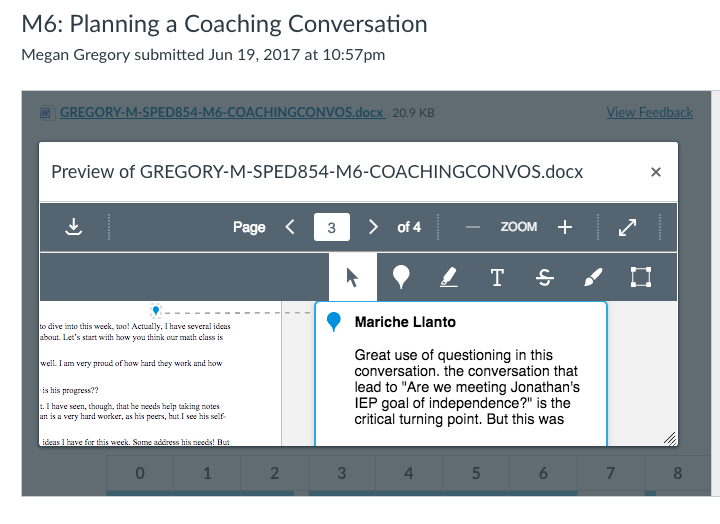 M6: Planning a Coaching Conversation
Megan Gregory submitted Jun 19, 2017 at 10:57pm
GREGORY-M-SPED854-M6-COACHINGCONVOS.docx 20.9 KB View Feedback
Preview of GREGORY-M-SPED854-M6-COACHINGCONVOS.docx ×
Page 3 of 4 ZOOM
T S
Mariche Llanto
Great use of questioning in this
conversation. the conversation that
lead to "Are we meeting Jonathan's
IEP goal of independence?" is the
critical turning point. But this was
to dive into this week, too! Actually, I have several ideas
about. Let's start with how you think our math class is
well. I am very proud of how hard they work and how
is his progress??
t. I have seen, though, that he needs help taking notes
an is a very hard worker, as his peers, but I see his self-
ideas I have for this week. Some address his needs! But
0 1 2 3 4 5 6 7 8